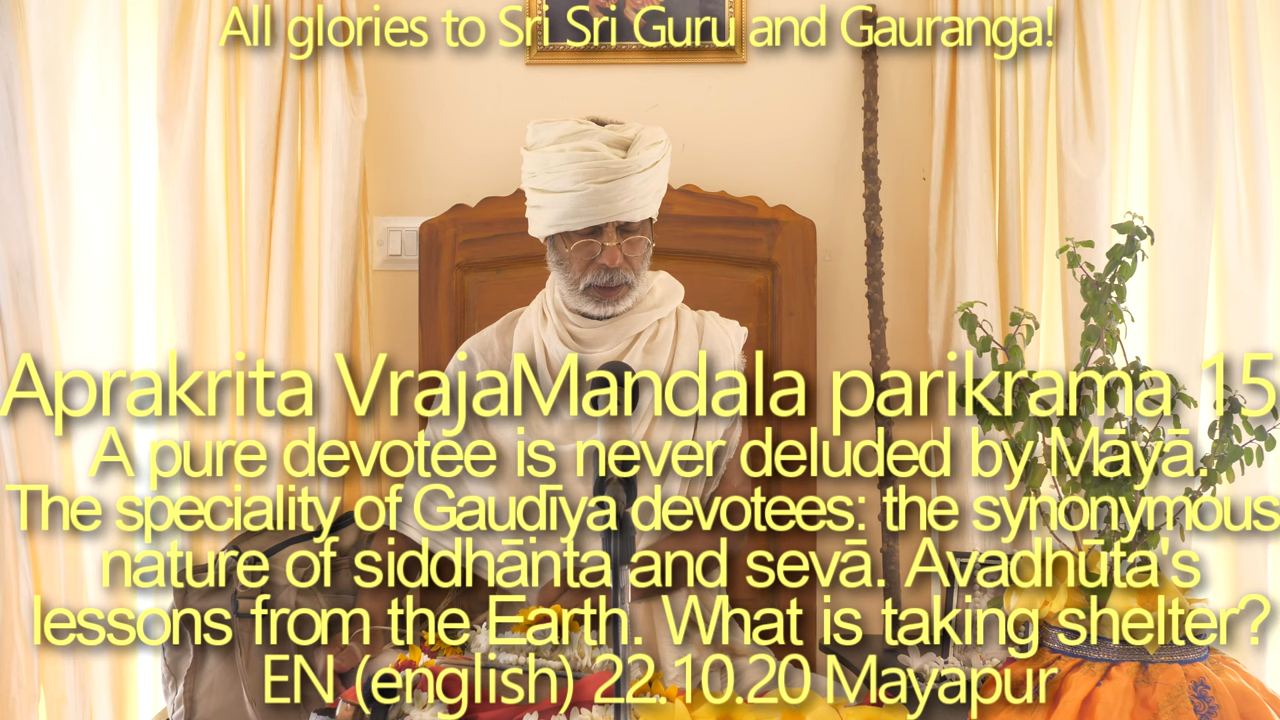 All glories to Sri Sri Guru and Gauranga!
Aprakrita VrajaMandala parikrama 15
A pure devotee is never deluded by Māyā.
The speciality of Gauḍīya devotees: the synonymous
nature of siddhānta and sevā. Avadhūta's
lessons from the Earth. What is taking shelter?
EN (english) 22.10.20 Mayapur